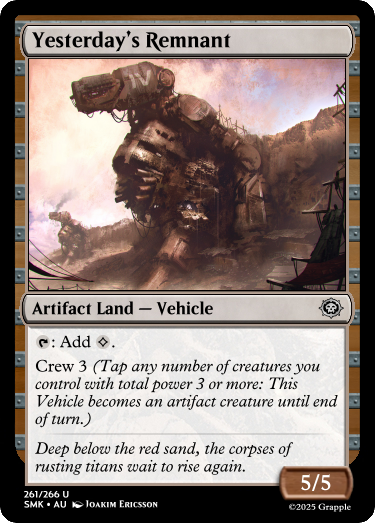 Yesterday's Remnant
Artifact Land — Vehicle
: Add .
Crew 3 (Tap any number of creatures you
control with total power 3 or more: This
Vehicle becomes an artifact creature until end
of turn.)
Deep below the red sand, the corpses of
rusting titans wait to rise again.
5/5
261/266 U
SMK • AU Joakim Ericsson
©2025 Grapple